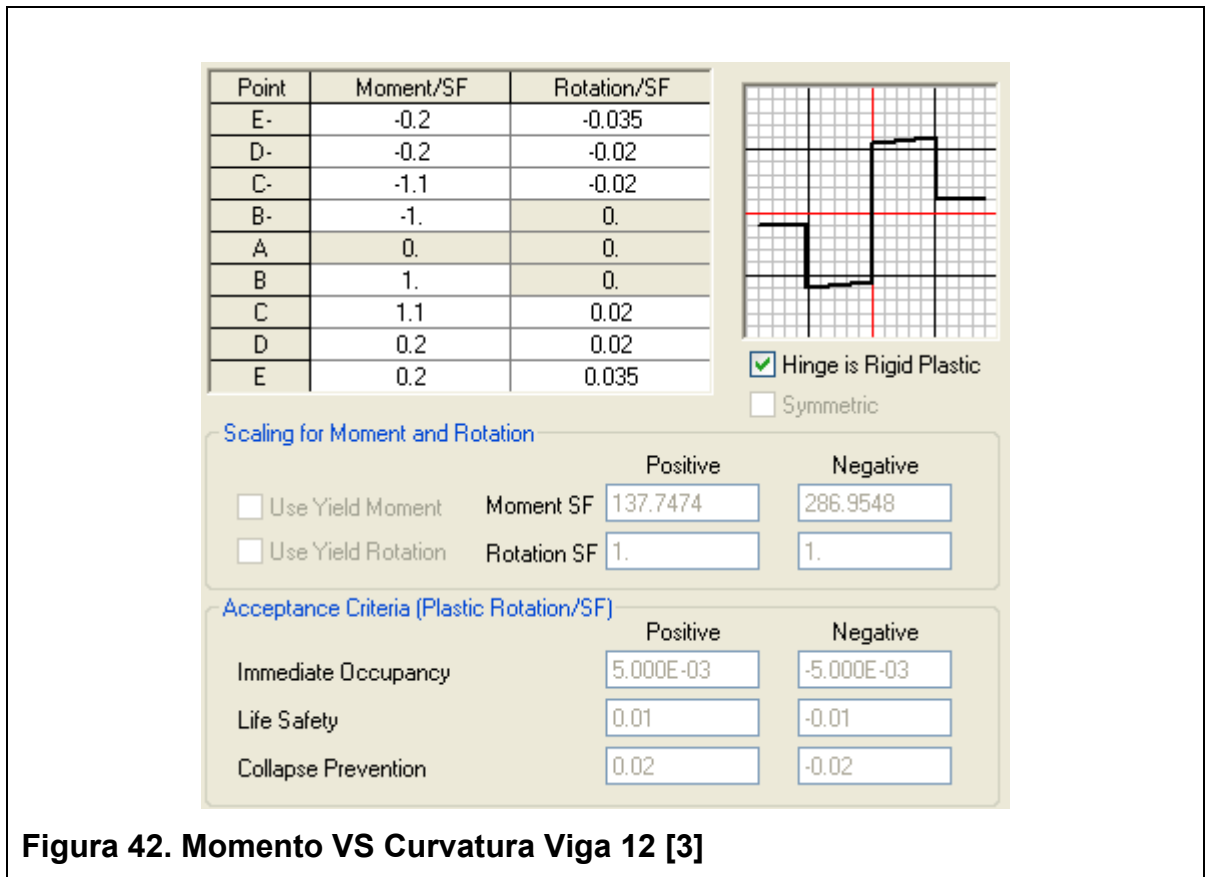 Point Moment/SF Rotation/SF
E- -0.2 -0.035
D- -0.2 -0.02
C- -1.1 -0.02
B- -1. 0.
A 0. 0.
B 1. 0.
C 1.1 0.02
D 0.2 0.02
E 0.2 0.035
Hinge is Rigid Plastic
Symmetric
Scaling for Moment and Rotation
Positive Negative
Use Yield Moment Moment SF 137.7474 286.9548
Use Yield Rotation Rotation SF 1. 1.
Acceptance Criteria (Plastic Rotation/SF)
Positive Negative
Immediate Occupancy 5.000E-03 -5.000E-03
Life Safety 0.01 -0.01
Collapse Prevention 0.02 -0.02
Figura 42. Momento VS Curvatura Viga 12 [3]